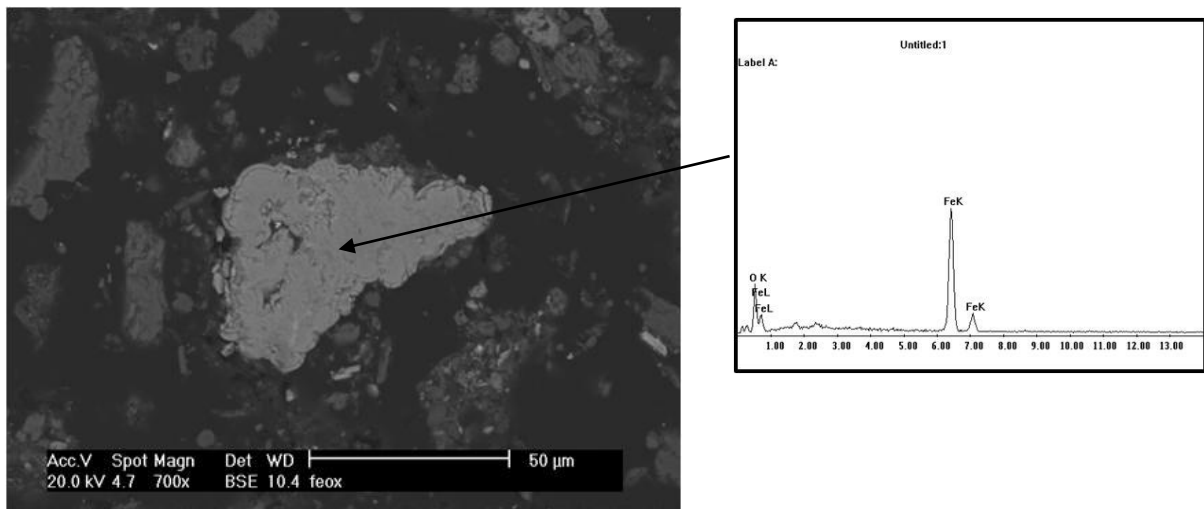 Untitled:1
Label A:
FeK
O K
FeL
FeL
FeK
1.00 2.00 3.00 4.00 5.00 6.00 7.00 8.00 9.00 10.00 11.00 12.00 13.00
Acc.V Spot Magn Det WD 50 µm
20.0 kV 4.7 700x BSE 10.4 feox